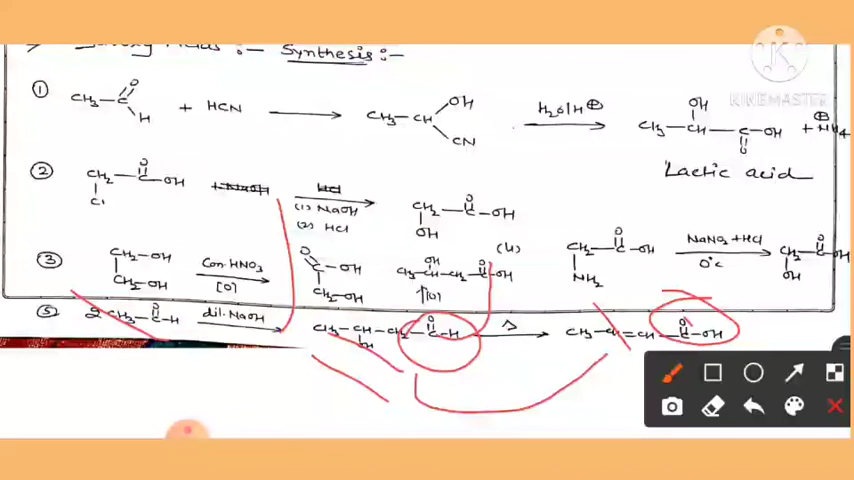 Synthesis :-
KINEMASTER
① CH₃-C(=O)-H + HCN → CH₃-CH(OH)-CN H₂O/H⊕ → CH₃-CH(OH)-C(=O)-OH + ⊕NH₄
Lactic acid
② CH₂(Cl)-C(=O)-OH (1) NaOH (2) HCl → CH₂(OH)-C(=O)-OH
③ CH₂-OH CH₂-OH Con·HNO₃ [O] → O=C-OH CH₂-OH
CH₃-CH(OH)-CH₂-C(=O)-OH ↑[O]
(4) CH₂(NH₂)-C(=O)-OH NaNO₂ + HCl 0°C → CH₂(OH)-C(=O)-OH
⑤ 2 CH₃-C(=O)-H dil·NaOH → CH₃-CH(OH)-CH₂-C(=O)-H Δ → CH₃-CH=CH-C(=O)-OH